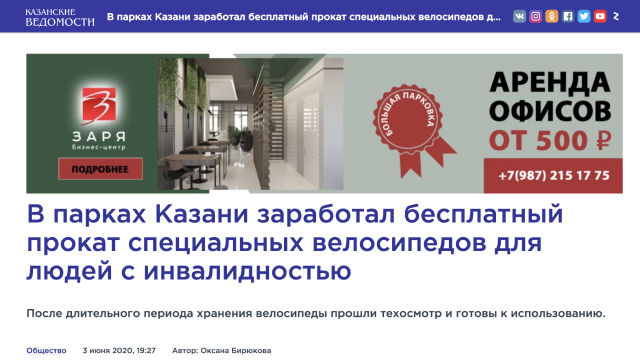 КАЗАНСКИЕ
ВЕДОМОСТИ
В парках Казани заработал бесплатный прокат специальных велосипедов д...
ЗАРЯ
бизнес-центр
ПОДРОБНЕЕ
БОЛЬШАЯ ПАРКОВКА
АРЕНДА
ОФИСОВ
ОТ 500 ₽
+7(987) 215 17 75
В парках Казани заработал бесплатный
прокат специальных велосипедов для
людей с инвалидностью
После длительного периода хранения велосипеды прошли техосмотр и готовы к использованию.
Общество 3 июня 2020, 19:27 Автор: Оксана Бирюкова